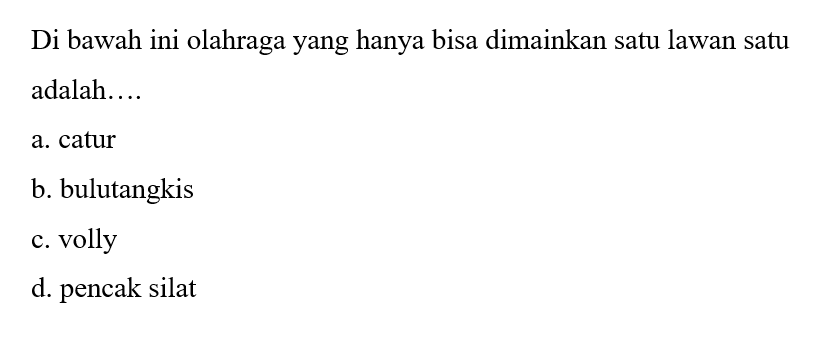 Di bawah ini olahraga yang hanya bisa dimainkan satu lawan satu
adalah….
a. catur
b. bulutangkis
c. volly
d. pencak silat